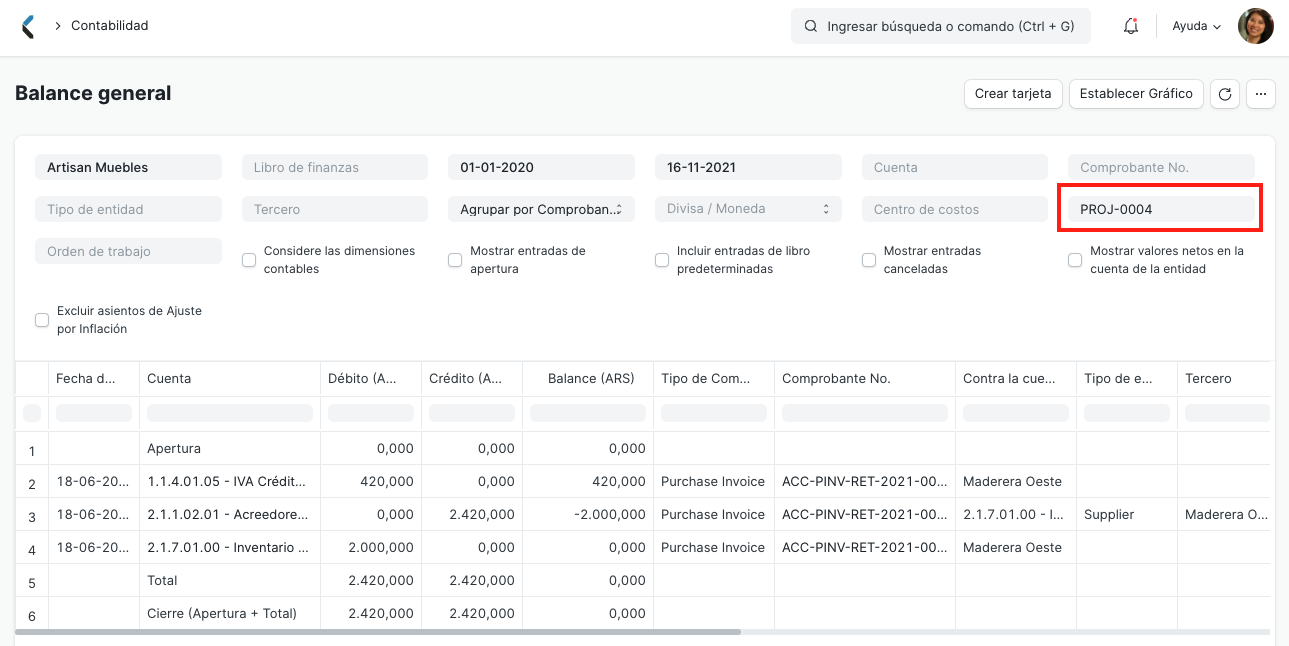 Contabilidad
Ingresar búsqueda o comando (Ctrl + G)
Ayuda
Balance general
Crear tarjeta
Establecer Gráfico
Artisan Muebles
Libro de finanzas
01-01-2020
16-11-2021
Cuenta
Comprobante No.
Tipo de entidad
Tercero
Agrupar por Comproban...
Divisa / Moneda
Centro de costos
PROJ-0004
Orden de trabajo
Considere las dimensiones
contables
Mostrar entradas de
apertura
Incluir entradas de libro
predeterminadas
Mostrar entradas
canceladas
Mostrar valores netos en la
cuenta de la entidad
Excluir asientos de Ajuste
por Inflación
Fecha d... Cuenta Débito (A... Crédito (A... Balance (ARS) Tipo de Com... Comprobante No. Contra la cue... Tipo de e... Tercero
1 Apertura 0,000 0,000 0,000
2 18-06-20... 1.1.4.01.05 - IVA Crédit... 420,000 0,000 420,000 Purchase Invoice ACC-PINV-RET-2021-00... Maderera Oeste
3 18-06-20... 2.1.1.02.01 - Acreedore... 0,000 2.420,000 -2.000,000 Purchase Invoice ACC-PINV-RET-2021-00... 2.1.7.01.00 - I... Supplier Maderera O...
4 18-06-20... 2.1.7.01.00 - Inventario ... 2.000,000 0,000 0,000 Purchase Invoice ACC-PINV-RET-2021-00... Maderera Oeste
5 Total 2.420,000 2.420,000 0,000
6 Cierre (Apertura + Total) 2.420,000 2.420,000 0,000